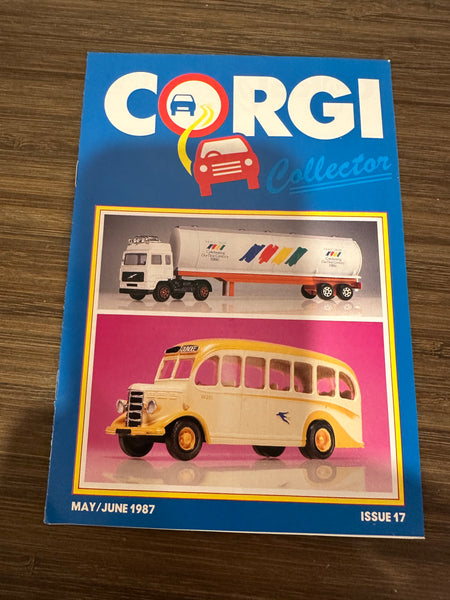 CORGI
Collector
MAY/JUNE 1987
ISSUE 17